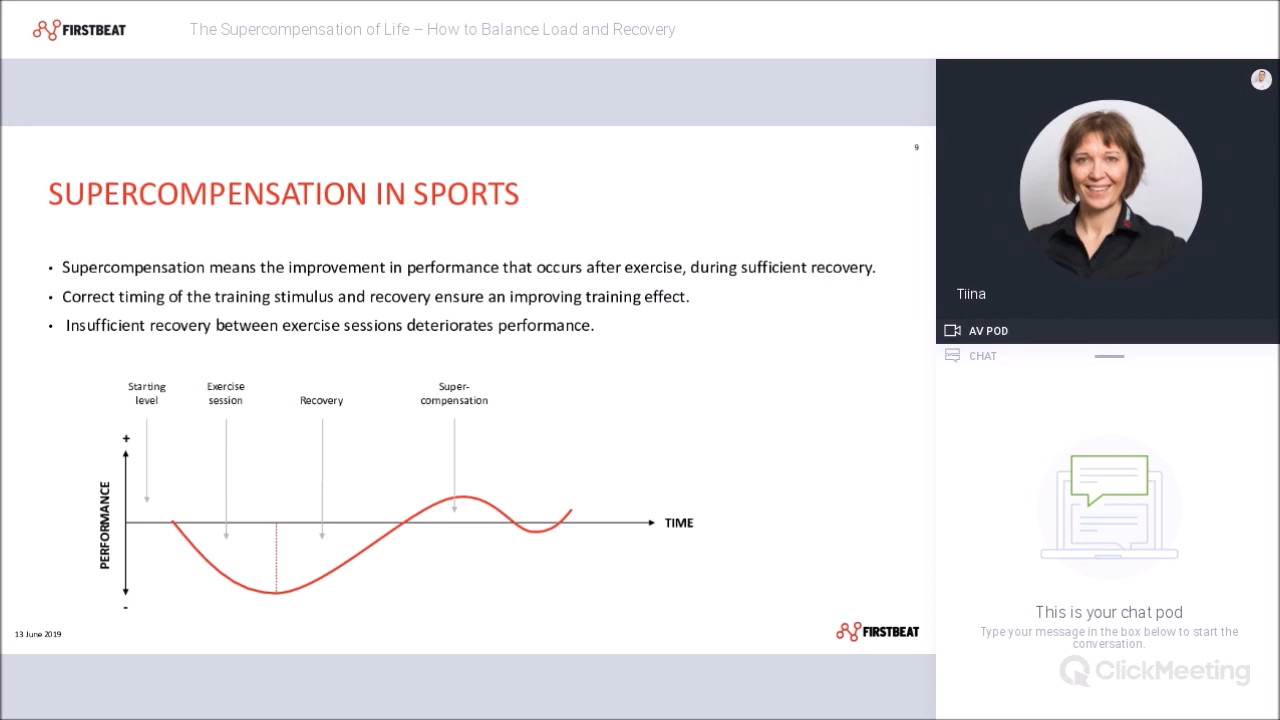 FIRSTBEAT
The Supercompensation of Life – How to Balance Load and Recovery
9
SUPERCOMPENSATION IN SPORTS
• Supercompensation means the improvement in performance that occurs after exercise, during sufficient recovery.
• Correct timing of the training stimulus and recovery ensure an improving training effect.
• Insufficient recovery between exercise sessions deteriorates performance.
Starting
level
Exercise
session
Recovery
Super-
compensation
+
PERFORMANCE
-
TIME
13 June 2019
FIRSTBEAT
Tiina
AV POD
CHAT
This is your chat pod
Type your message in the box below to start the
conversation.
ClickMeeting